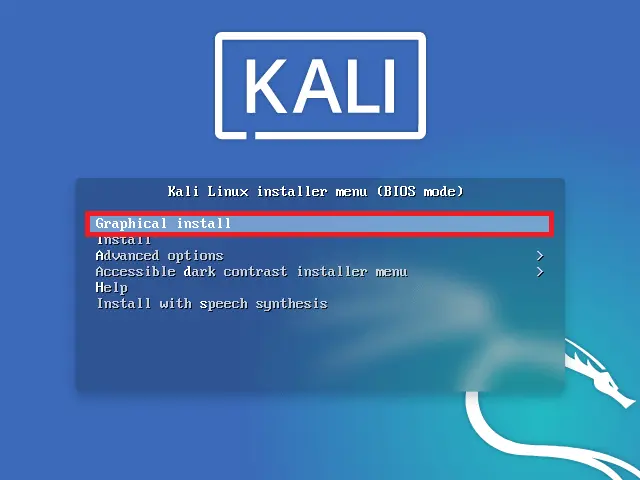 KALI
Kali Linux installer menu (BIOS mode)
Graphical install
Install
Advanced options >
Accessible dark contrast installer menu >
Help
Install with speech synthesis